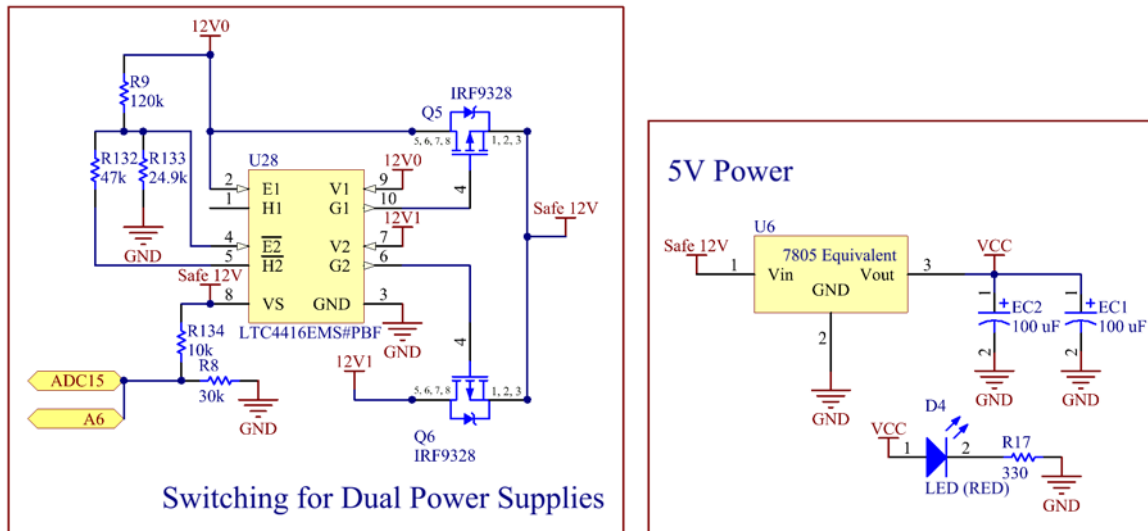 12V0
R9
120k
R132
47k
R133
24.9k
GND
U28
2 E1
1 H1
4 E2
5 H2
8 VS
V1 9
G1 10
V2 7
G2 6
GND 3
LTC4416EMS#PBF
12V0
12V1
GND
Safe 12V
R134
10k
R8
30k
GND
ADC15
A6
IRF9328
Q5
5, 6, 7, 8
1, 2, 3
4
Safe 12V
4
12V1
5, 6, 7, 8
1, 2, 3
Q6
IRF9328
Switching for Dual Power Supplies
5V Power
U6
7805 Equivalent
Safe 12V
1
Vin
Vout
3
GND
2
GND
VCC
1
EC2
100 uF
2
GND
1
EC1
100 uF
2
GND
D4
VCC
1
2
LED (RED)
R17
330
GND